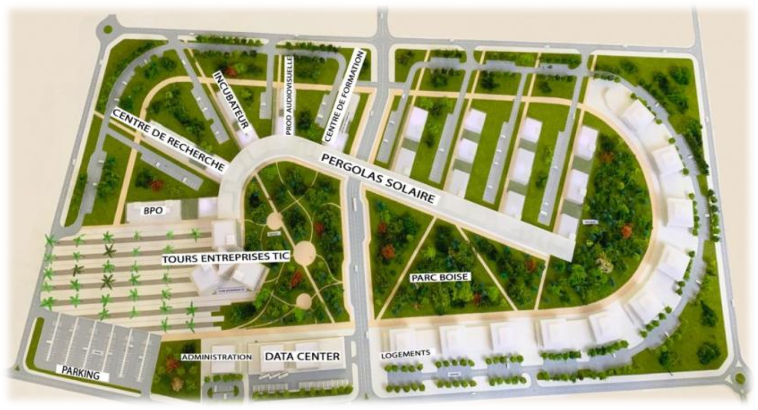 INCUBATEUR
PROD AUDIOVISUELLE
CENTRE DE FORMATION
CENTRE DE RECHERCHE
PERGOLAS SOLAIRE
BPO
TOURS ENTREPRISES TIC
PARC BOISE
ADMINISTRATION
DATA CENTER
LOGEMENTS
PARKING